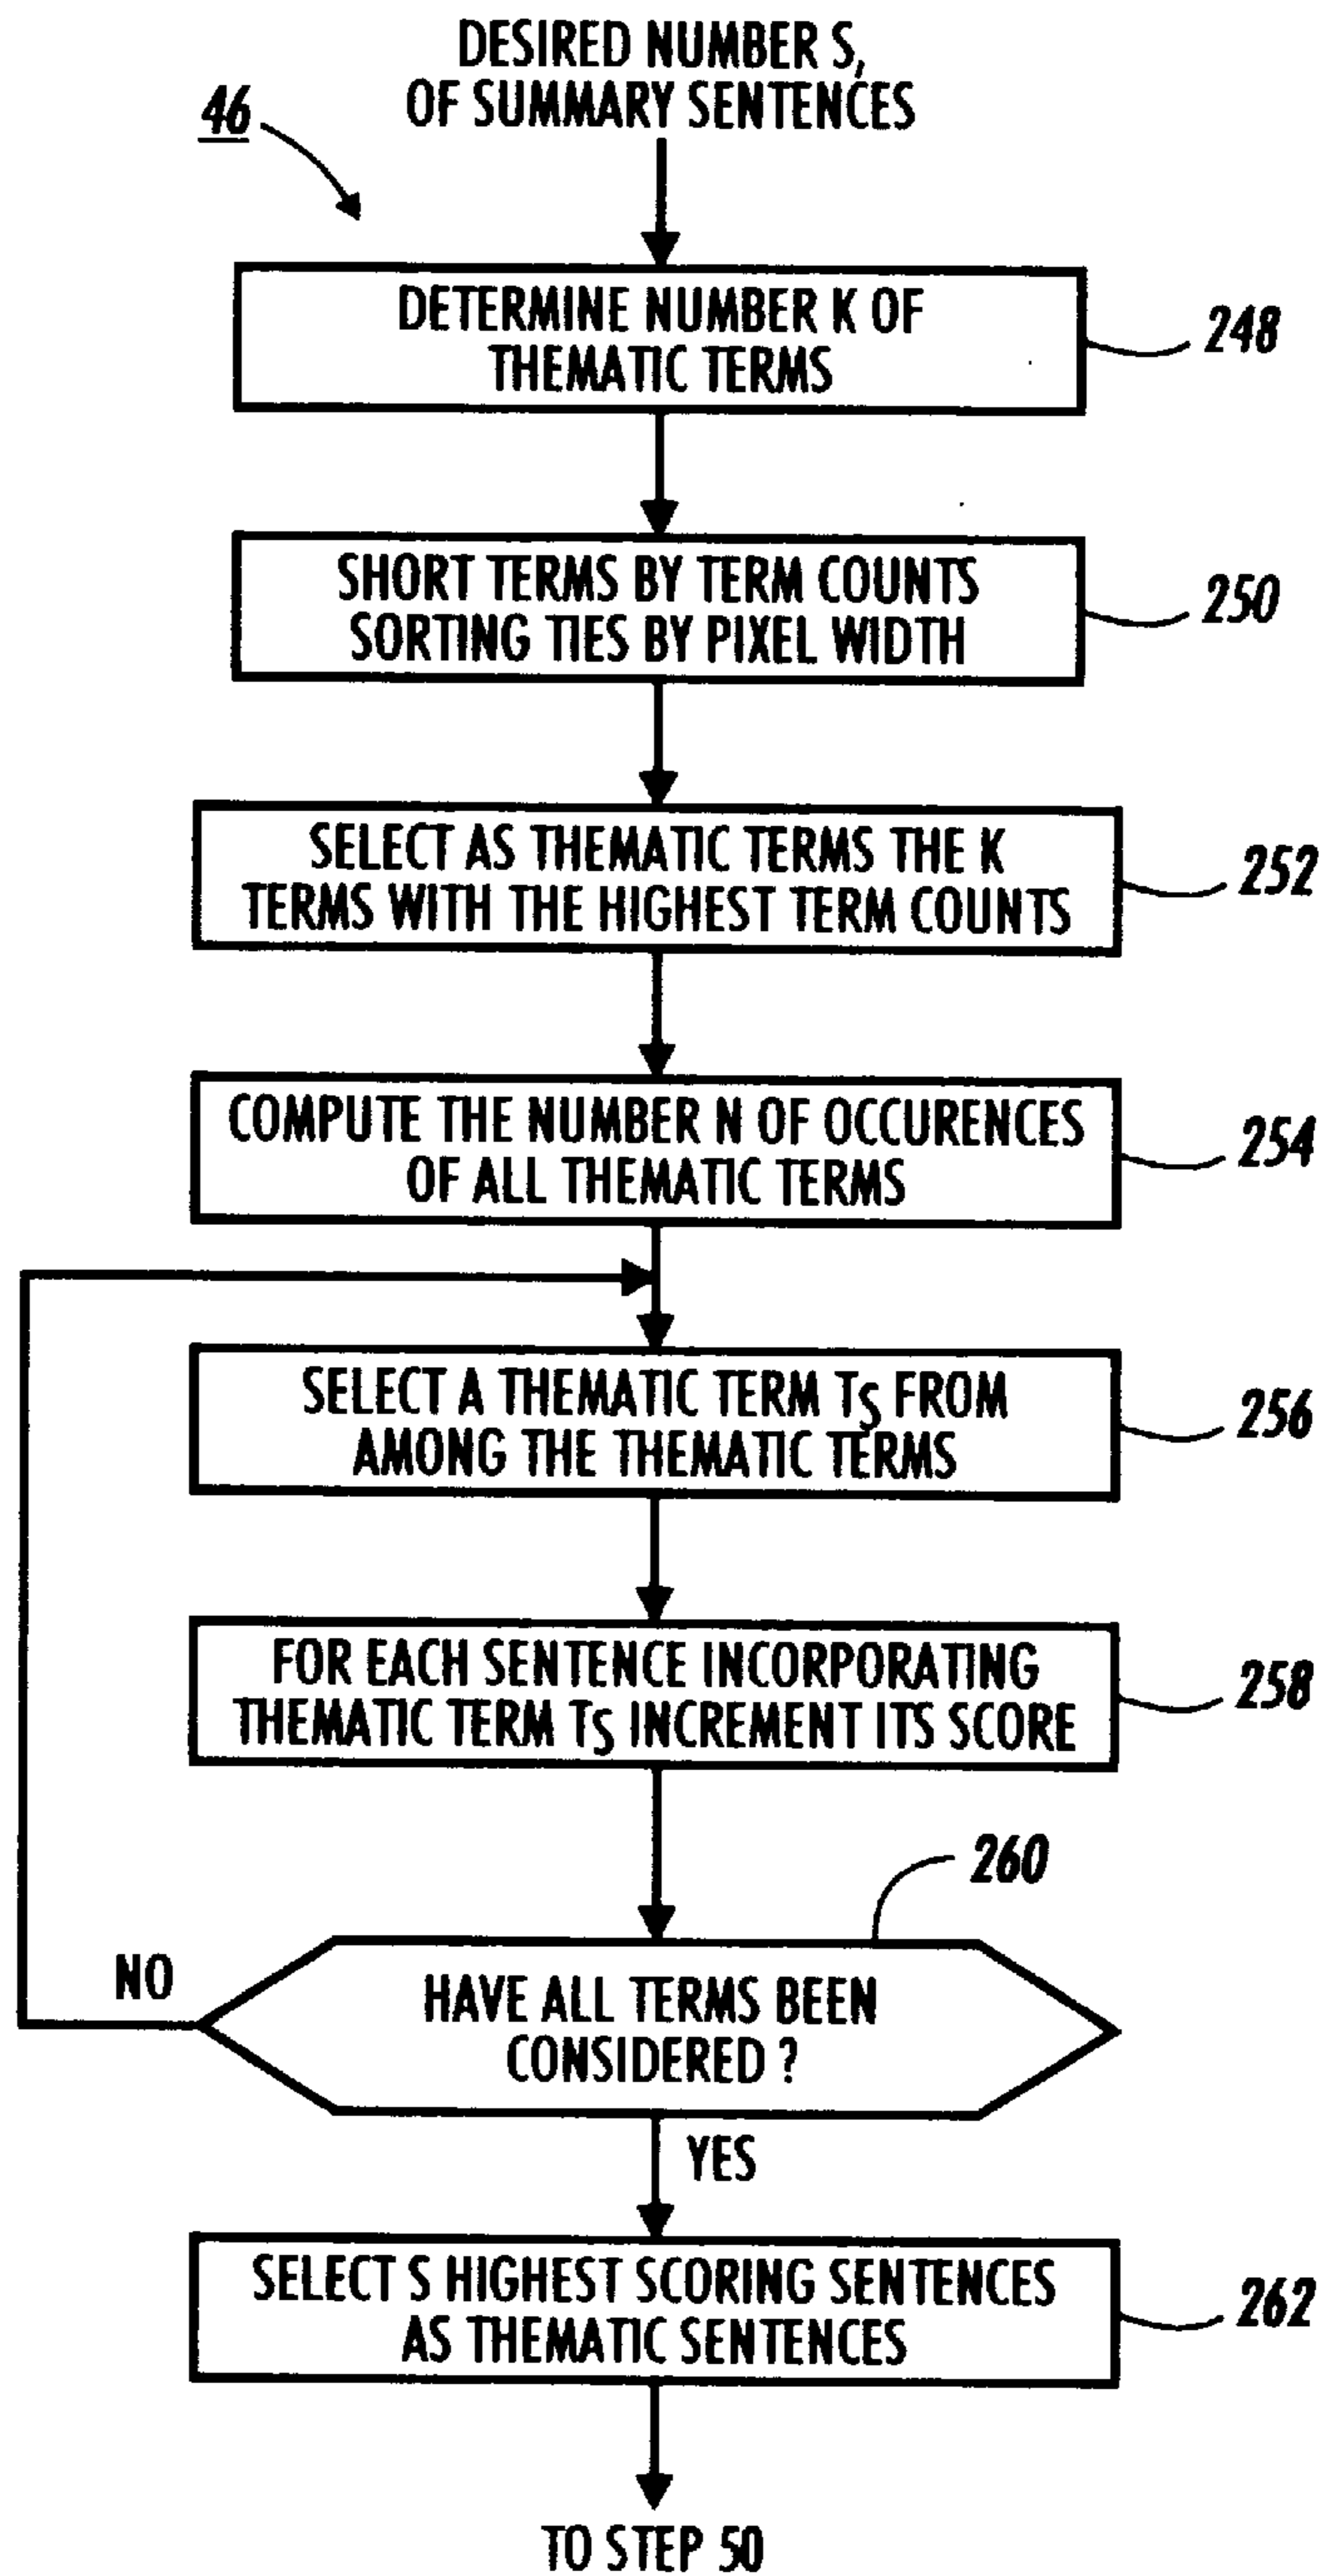 DESIRED NUMBER S,
OF SUMMARY SENTENCES
46
DETERMINE NUMBER K OF
THEMATIC TERMS
248
SHORT TERMS BY TERM COUNTS
SORTING TIES BY PIXEL WIDTH
250
SELECT AS THEMATIC TERMS THE K
TERMS WITH THE HIGHEST TERM COUNTS
252
COMPUTE THE NUMBER N OF OCCURENCES
OF ALL THEMATIC TERMS
254
SELECT A THEMATIC TERM TS FROM
AMONG THE THEMATIC TERMS
256
FOR EACH SENTENCE INCORPORATING
THEMATIC TERM TS INCREMENT ITS SCORE
258
260
NO
HAVE ALL TERMS BEEN
CONSIDERED ?
YES
SELECT S HIGHEST SCORING SENTENCES
AS THEMATIC SENTENCES
262
TO STEP 50